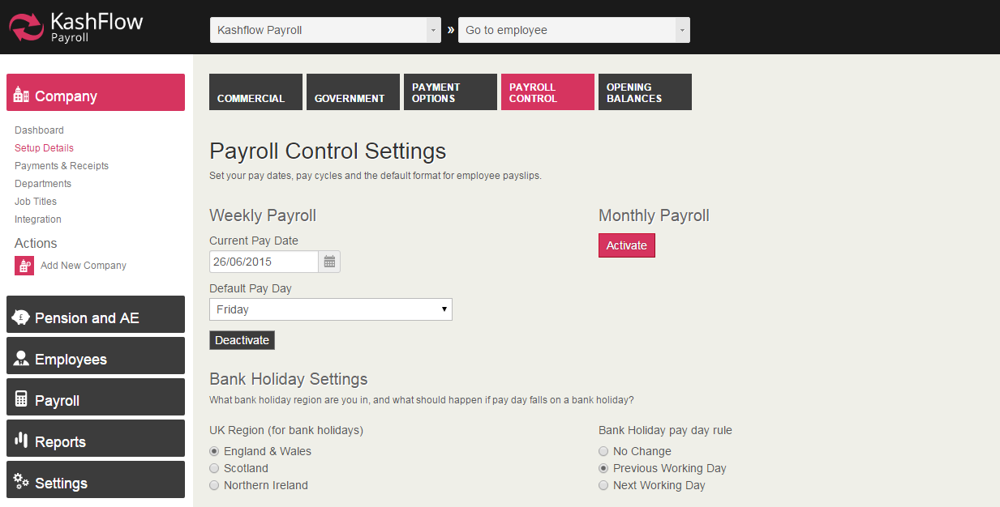 KashFlow
Payroll
Kashflow Payroll
»
Go to employee
Company
Dashboard
Setup Details
Payments & Receipts
Departments
Job Titles
Integration
Actions
Add New Company
Pension and AE
Employees
Payroll
Reports
Settings
COMMERCIAL
GOVERNMENT
PAYMENT
OPTIONS
PAYROLL
CONTROL
OPENING
BALANCES
Payroll Control Settings
Set your pay dates, pay cycles and the default format for employee payslips.
Weekly Payroll
Current Pay Date
26/06/2015
Default Pay Day
Friday
Deactivate
Monthly Payroll
Activate
Bank Holiday Settings
What bank holiday region are you in, and what should happen if pay day falls on a bank holiday?
UK Region (for bank holidays)
England & Wales
Scotland
Northern Ireland
Bank Holiday pay day rule
No Change
Previous Working Day
Next Working Day